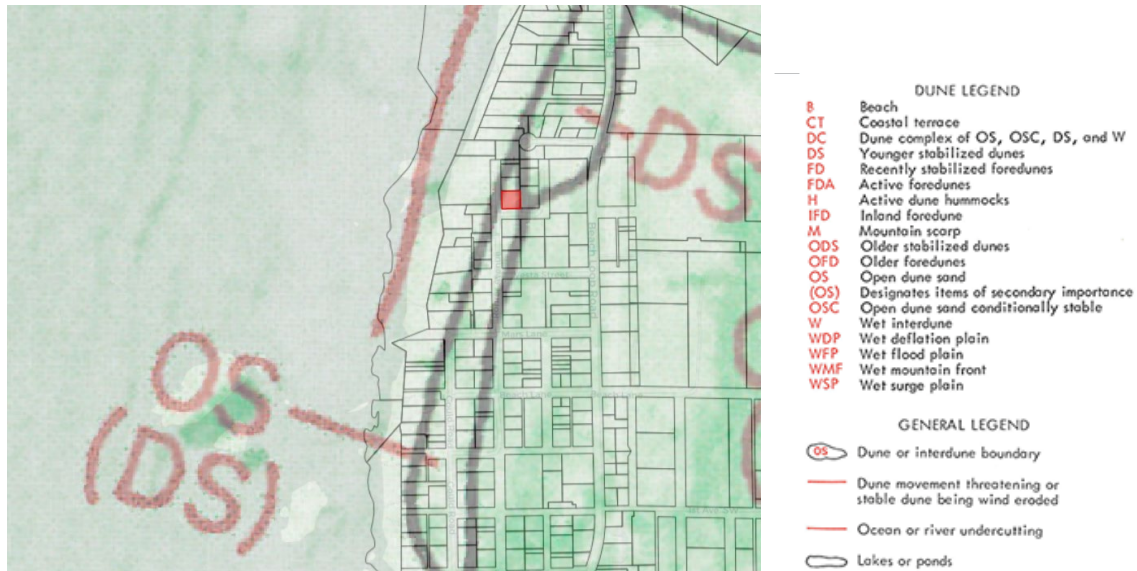 DS
OS
(DS)
Beach Loop Road
DUNE LEGEND
B Beach
CT Coastal terrace
DC Dune complex of OS, OSC, DS, and W
DS Younger stabilized dunes
FD Recently stabilized foredunes
FDA Active foredunes
H Active dune hummocks
IFD Inland foredune
M Mountain scarp
ODS Older stabilized dunes
OFD Older foredunes
OS Open dune sand
(OS) Designates items of secondary importance
OSC Open dune sand conditionally stable
W Wet interdune
WDP Wet deflation plain
WFP Wet flood plain
WMF Wet mountain front
WSP Wet surge plain
GENERAL LEGEND
OS Dune or interdune boundary
Dune movement threatening or
stable dune being wind eroded
Ocean or river undercutting
Lakes or ponds